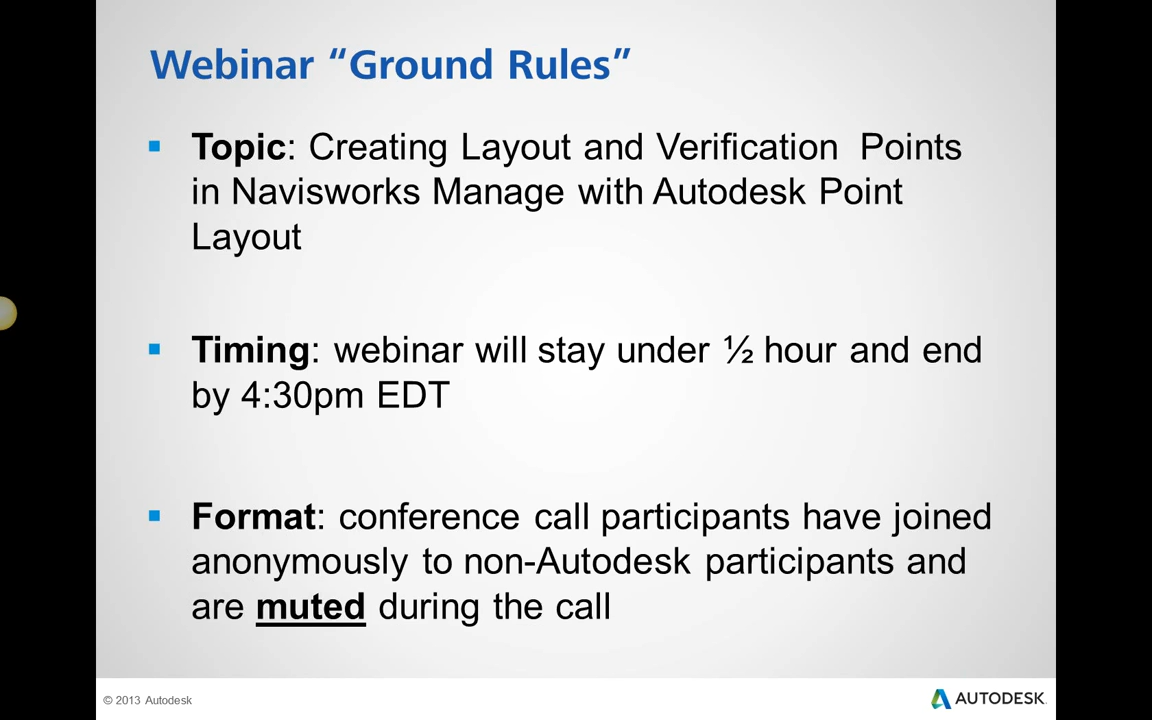 Webinar “Ground Rules”
Topic: Creating Layout and Verification Points
in Navisworks Manage with Autodesk Point
Layout
Timing: webinar will stay under ½ hour and end
by 4:30pm EDT
Format: conference call participants have joined
anonymously to non-Autodesk participants and
are muted during the call
© 2013 Autodesk
AUTODESK.